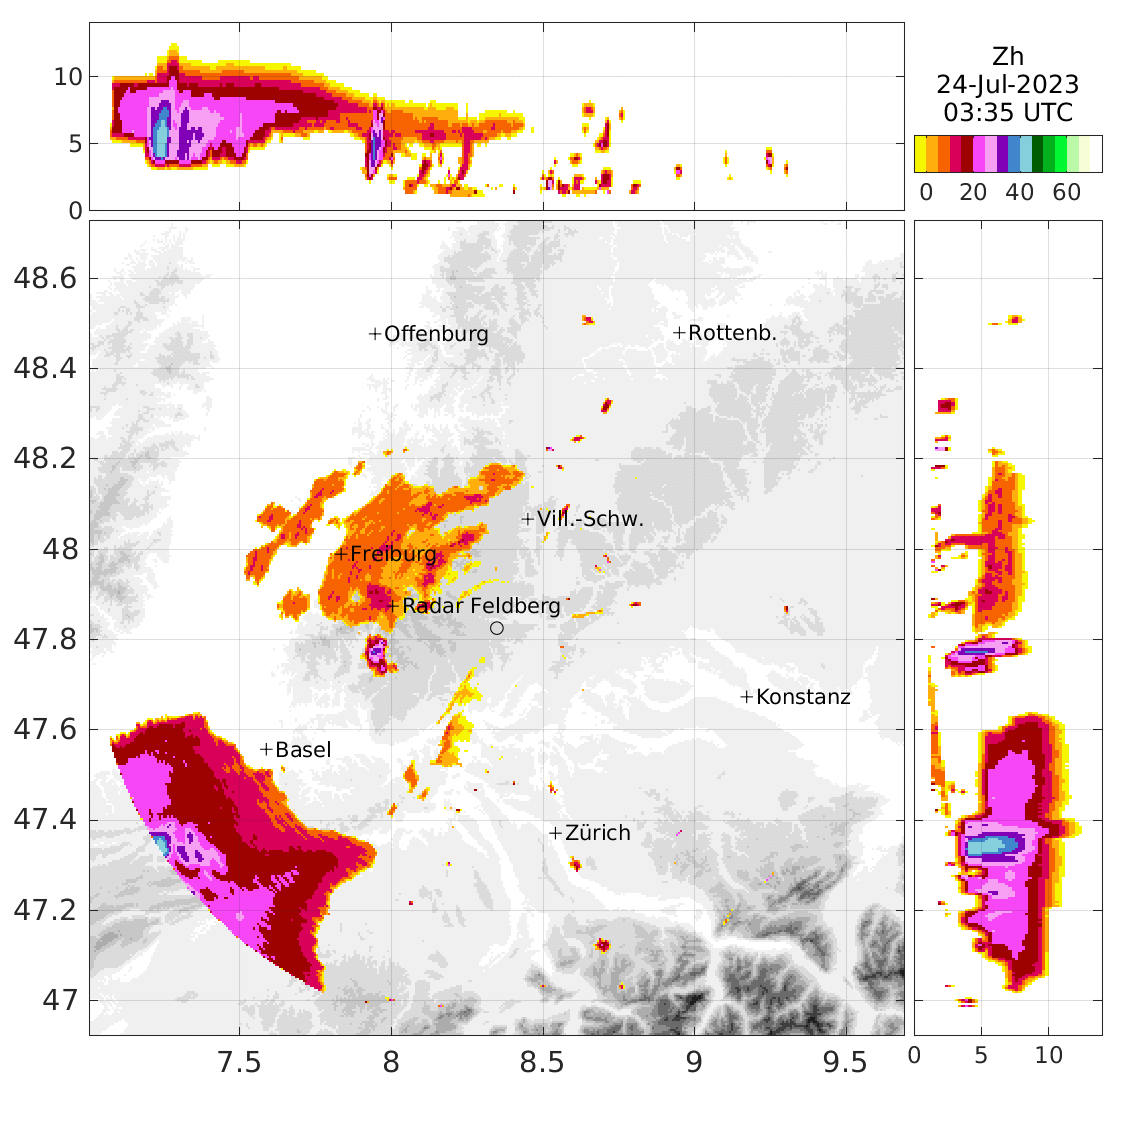 10
5
0
Zh
24-Jul-2023
03:35 UTC
0 20 40 60
48.6
48.4
48.2
48
47.8
47.6
47.4
47.2
47
+Offenburg
+Rottenb.
+Vill.-Schw.
+Freiburg
+Radar Feldberg
+Konstanz
+Basel
+Zürich
7.5 8 8.5 9 9.5
0 5 10